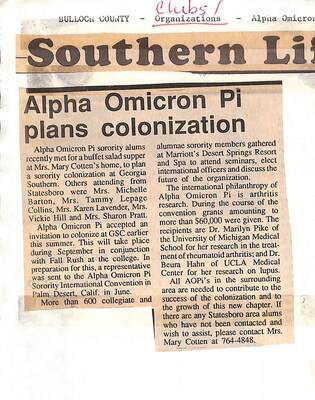 Clubs/
BULLOCH COUNTY - Organizations - Alpha Omicron
Southern Li
Alpha Omicron Pi
plans colonization
Alpha Omicron Pi sorority alums
recently met for a buffet salad supper
at Mrs. Mary Cotten's home, to plan
a sorority colonization at Georgia
Southern. Others attending from
Statesboro were Mrs. Michelle
Barton, Mrs. Tammy Lepage
Collins, Mrs. Karen Lavender, Mrs.
Vickie Hill and Mrs. Sharon Pratt.
Alpha Omicron Pi accepted an
invitation to colonize at GSC earlier
this summer. This will take place
during September in conjunction
with Fall Rush at the college. In
preparation for this, a representative
was sent to the Alpha Omicron Pi
Sorority International Convention in
Palm Desert, Calif. in June.
More than 600 collegiate and
alumnae sorority members gathered
at Marriott's Desert Springs Resort
and Spa to attend seminars, elect
international officers and discuss the
future of the organization.
The international philanthropy of
Alpha Omicron Pi is arthritis
research. During the course of the
convention grants amounting to
more than $60,000 were given. The
recipients are Dr. Marilyn Pike of
the University of Michigan Medical
School for her research in the treat-
ment of rheumatoid arthritis; and Dr.
Beura Hahn of UCLA Medical
Center for her research on lupus.
All AOPi's in the surrounding
area are needed to contribute to the
success of the colonization and to
the growth of this new chapter. If
there are any Statesboro area alums
who have not been contacted and
wish to assist, please contact Mrs.
Mary Cotten at 764-4848.